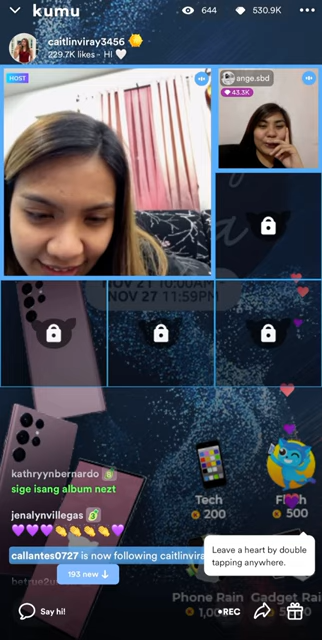 kumu
644
530.9K
caitlinviray3456
229.7K likes • Hi
HOST
ange.sbd
43.3K
NOV 21 10:00AM
NOV 27 11:59PM
kathrynbernardo
sige isang album nezt
Tech
200
500
jenalynvillegas
callantes0727 is now following caitlinvira
Leave a heart by double
tapping anywhere.
193 new ↓
Phone Rain
Gadget Rai
Say hi!
REC